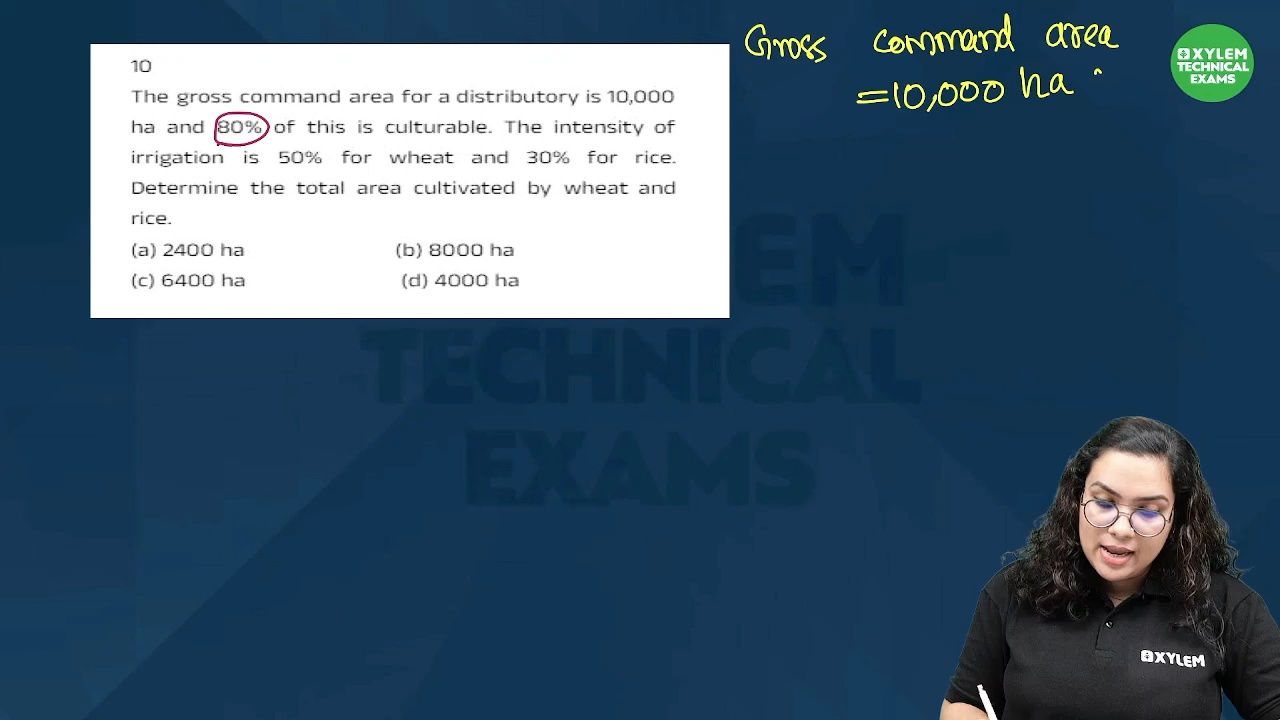 Gross command area
=10,000 ha
XYLEM
TECHNICAL
EXAMS
10
The gross command area for a distributory is 10,000
ha and 80% of this is culturable. The intensity of
irrigation is 50% for wheat and 30% for rice.
Determine the total area cultivated by wheat and
rice.
(a) 2400 ha (b) 8000 ha
(c) 6400 ha (d) 4000 ha
EM
TECHNICAL
EXAMS
XYLEM